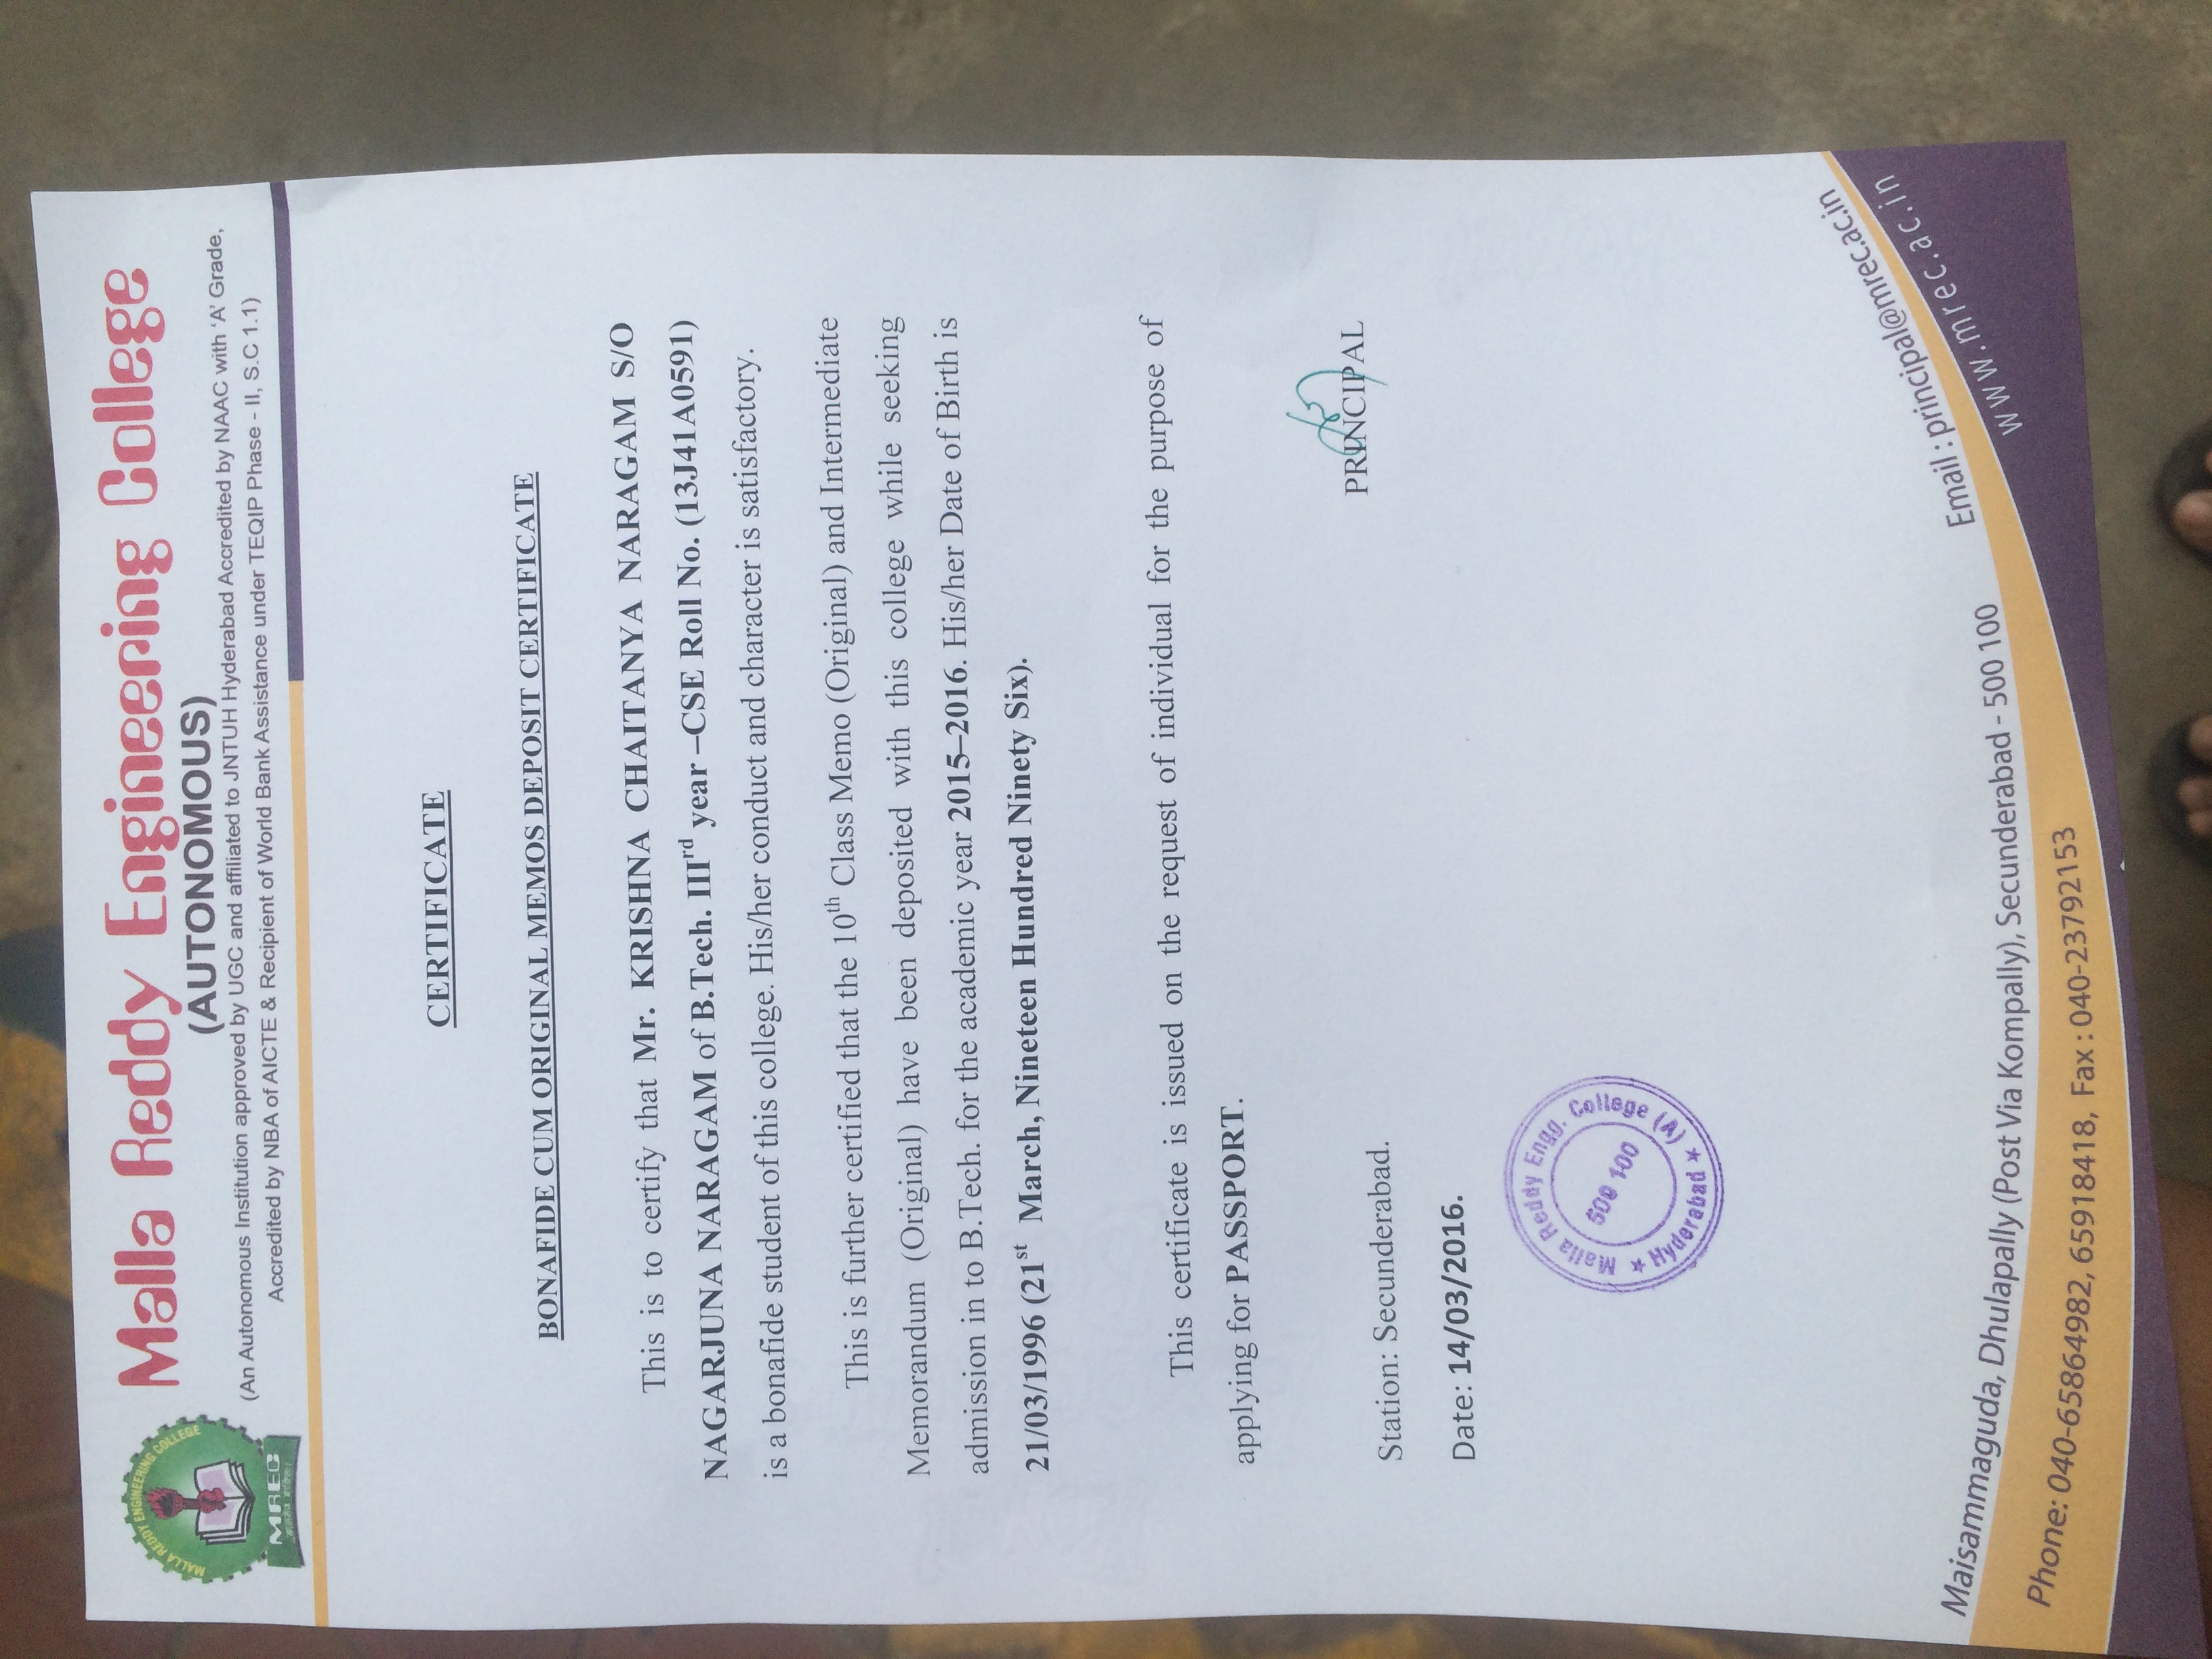 Malla Reddy Engineering College
(AUTONOMOUS)
(An Autonomous Institution approved by UGC and affiliated to JNTUH Hyderabad Accredited by NAAC with ‘A’ Grade,
Accredited by NBA of AICTE & Recipient of World Bank Assistance under TEQIP Phase - II, S.C 1.1)
MALLA REDDY ENGINEERING COLLEGE
MREC
CERTIFICATE
BONAFIDE CUM ORIGINAL MEMOS DEPOSIT CERTIFICATE
This is to certify that Mr. KRISHNA CHAITANYA NARAGAM S/O
NAGARJUNA NARAGAM of B.Tech. IIIrd year –CSE Roll No. (13J41A0591)
is a bonafide student of this college. His/her conduct and character is satisfactory.
This is further certified that the 10th Class Memo (Original) and Intermediate
Memorandum (Original) have been deposited with this college while seeking
admission in to B.Tech. for the academic year 2015–2016. His/her Date of Birth is
21/03/1996 (21st March, Nineteen Hundred Ninety Six).
This certificate is issued on the request of individual for the purpose of
applying for PASSPORT.
PRINCIPAL
Station: Secunderabad.
Date: 14/03/2016.
Malla Reddy Engg. College (A)
500 100
★ Hyderabad ★
Maisammaguda, Dhulapally (Post Via Kompally), Secunderabad - 500 100
Email : principal@mrec.ac.in
www.mrec.ac.in
Phone: 040-65864982, 65918418, Fax : 040-23792153